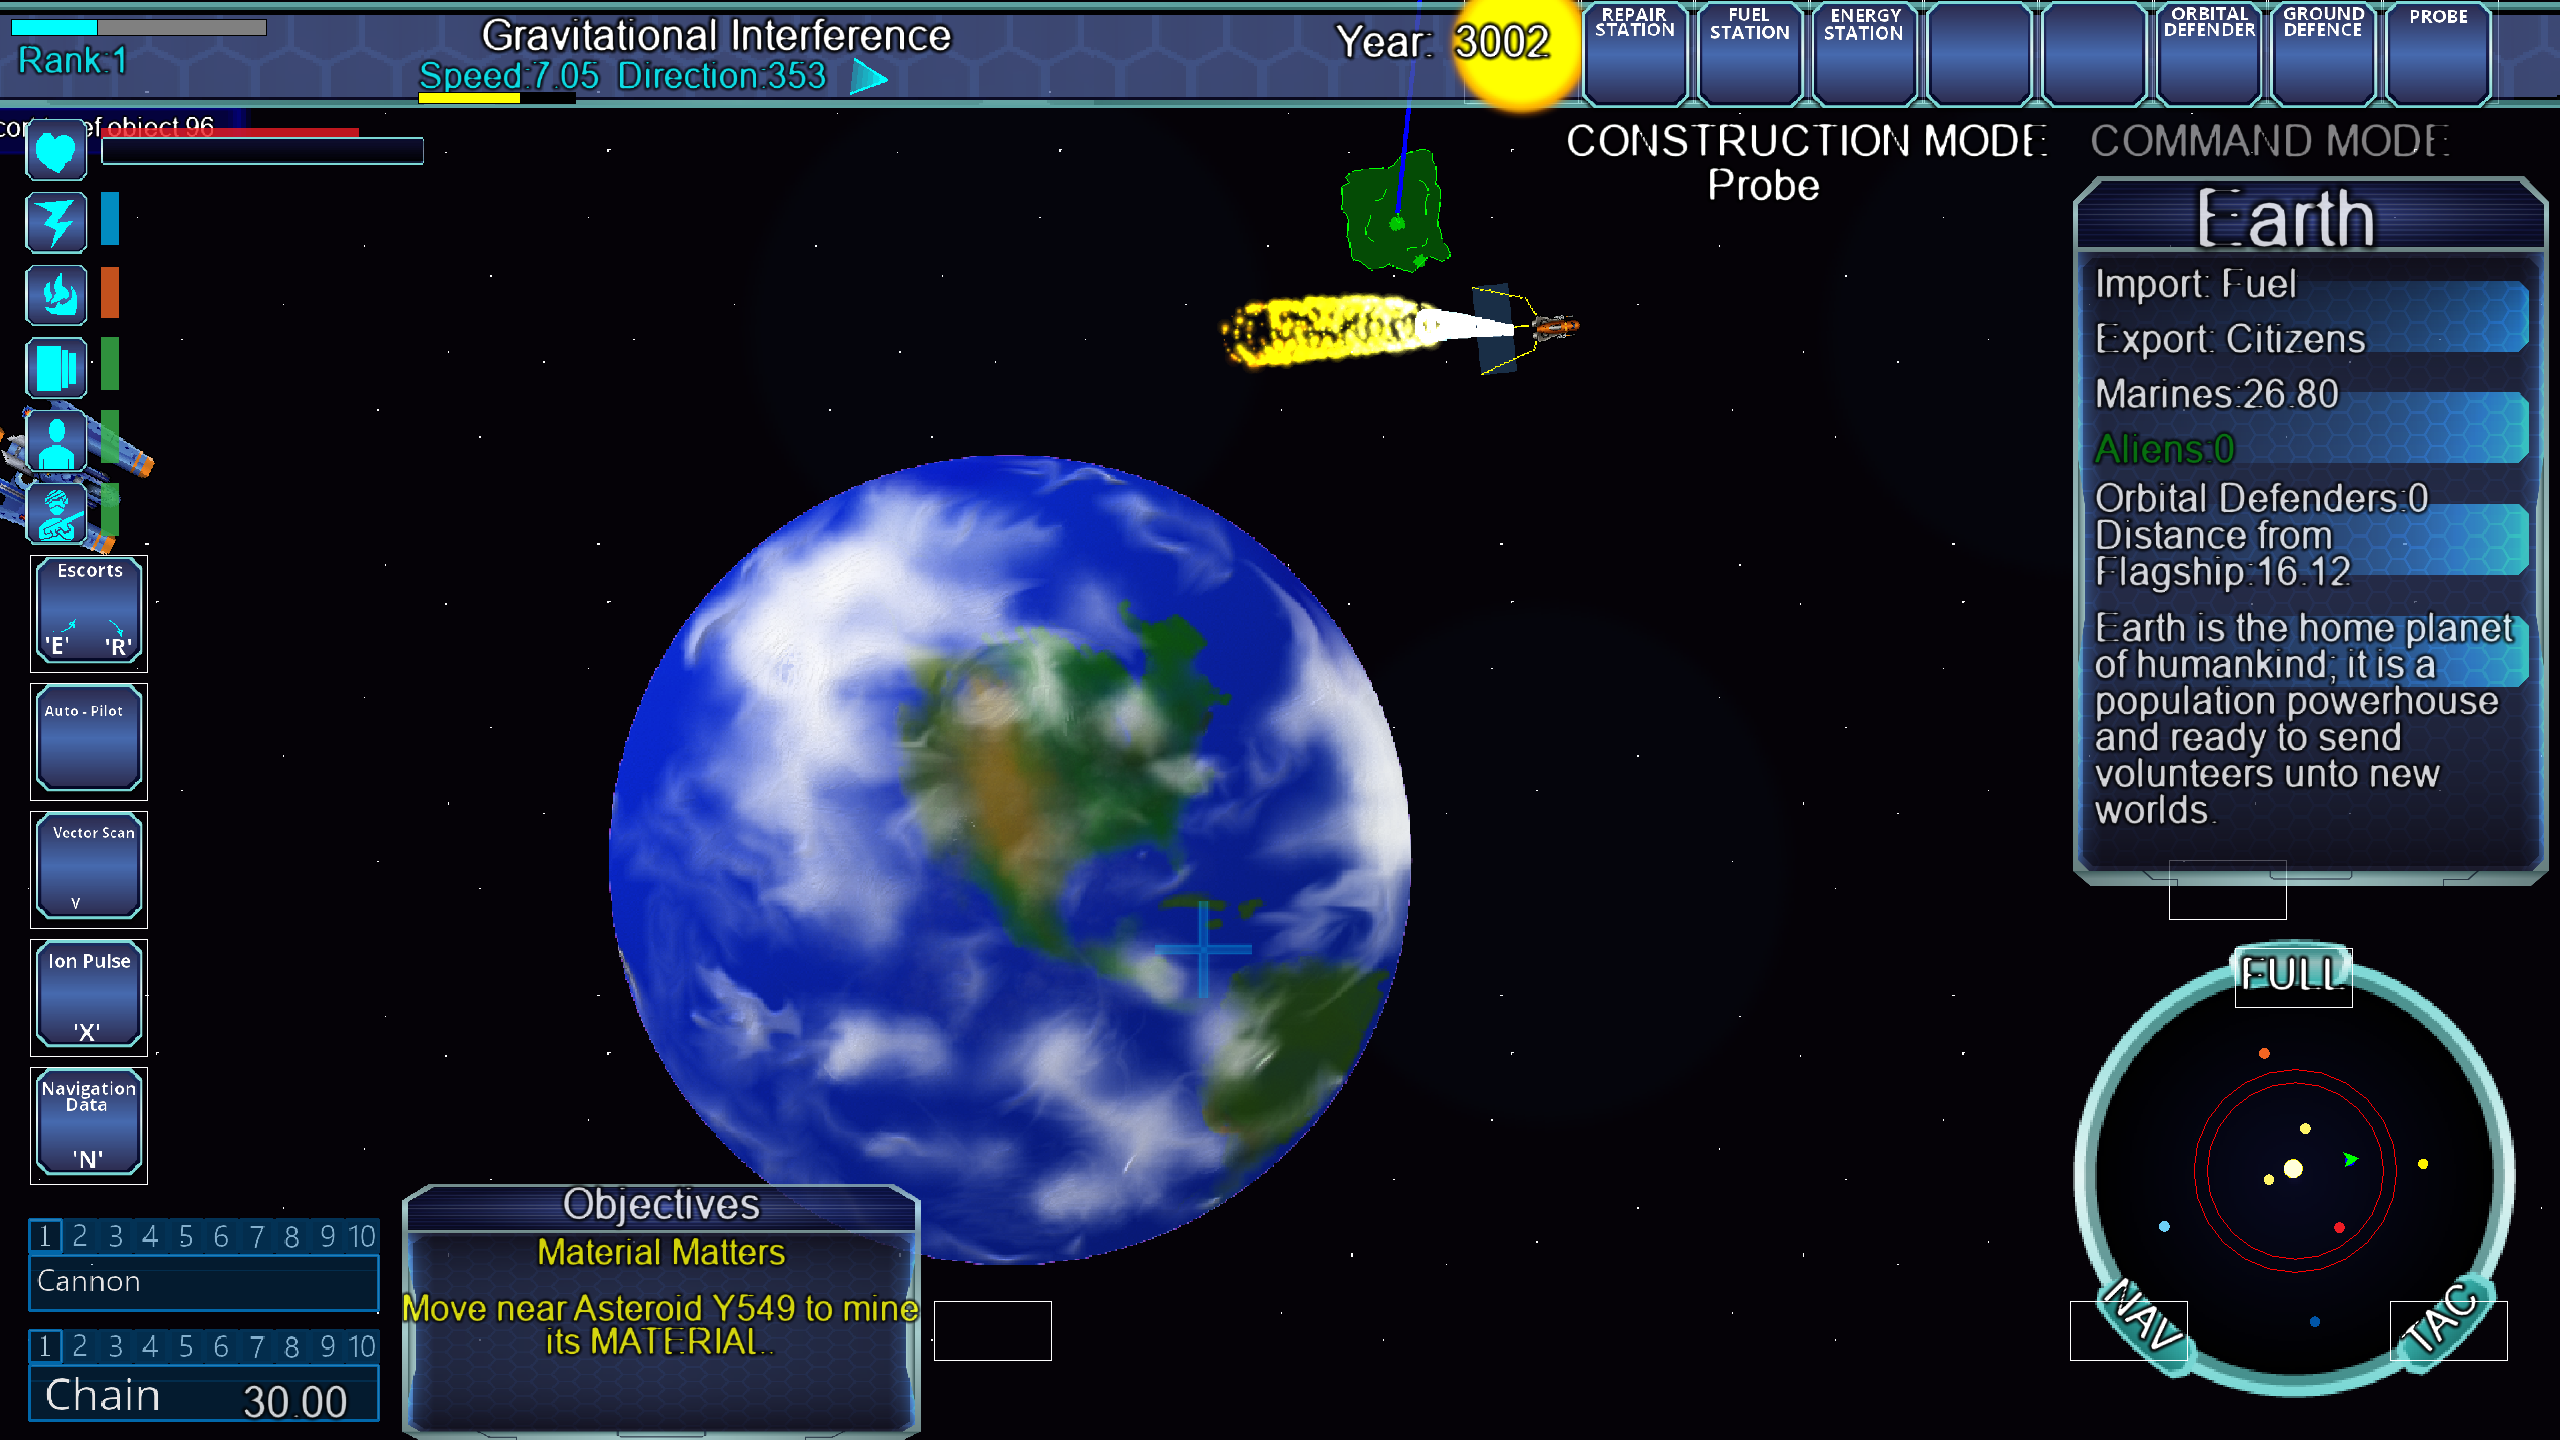 Rank:1
Gravitational Interference
Speed:7.05 Direction:353
Year: 3002
REPAIR
STATION
FUEL
STATION
ENERGY
STATION
ORBITAL
DEFENDER
GROUND
DEFENCE
PROBE
object 96
CONSTRUCTION MODE
Probe
COMMAND MODE
Earth
Import: Fuel
Export: Citizens
Marines:26.80
Aliens:0
Orbital Defenders:0
Distance from
Flagship:16.12
Earth is the home planet
of humankind; it is a
population powerhouse
and ready to send
volunteers unto new
worlds.
Escorts
'E' 'R'
Auto - Pilot
Vector Scan
V
Ion Pulse
'X'
Navigation
Data
'N'
1 2 3 4 5 6 7 8 9 10
Cannon
1 2 3 4 5 6 7 8 9 10
Chain 30.00
Objectives
Material Matters
Move near Asteroid Y549 to mine
its MATERIAL..
FULL
NAV
TAC